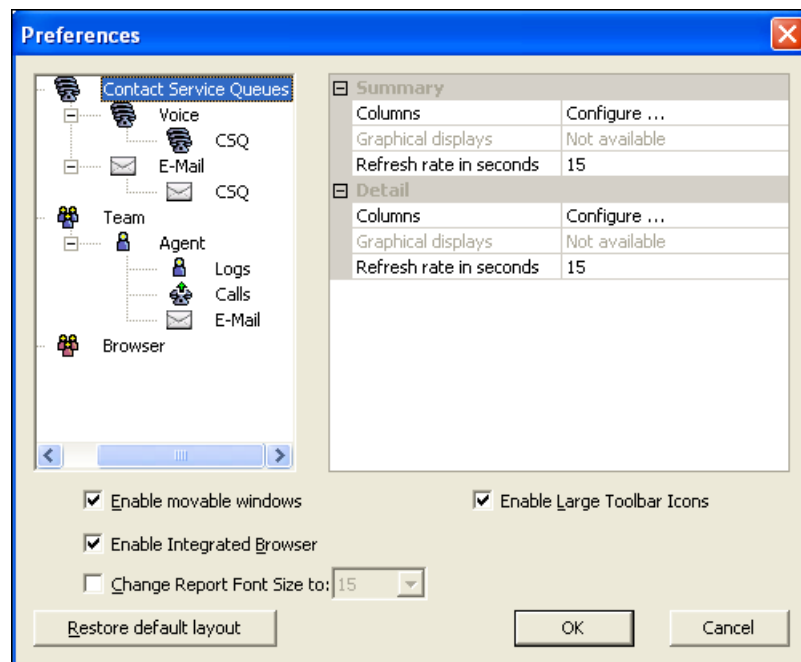 Preferences
Contact Service Queues
Voice
CSQ
E-Mail
CSQ
Team
Agent
Logs
Calls
E-Mail
Browser
Summary
Columns Configure ...
Graphical displays Not available
Refresh rate in seconds 15
Detail
Columns Configure ...
Graphical displays Not available
Refresh rate in seconds 15
Enable movable windows Enable Large Toolbar Icons
Enable Integrated Browser
Change Report Font Size to: 15
Restore default layout OK Cancel